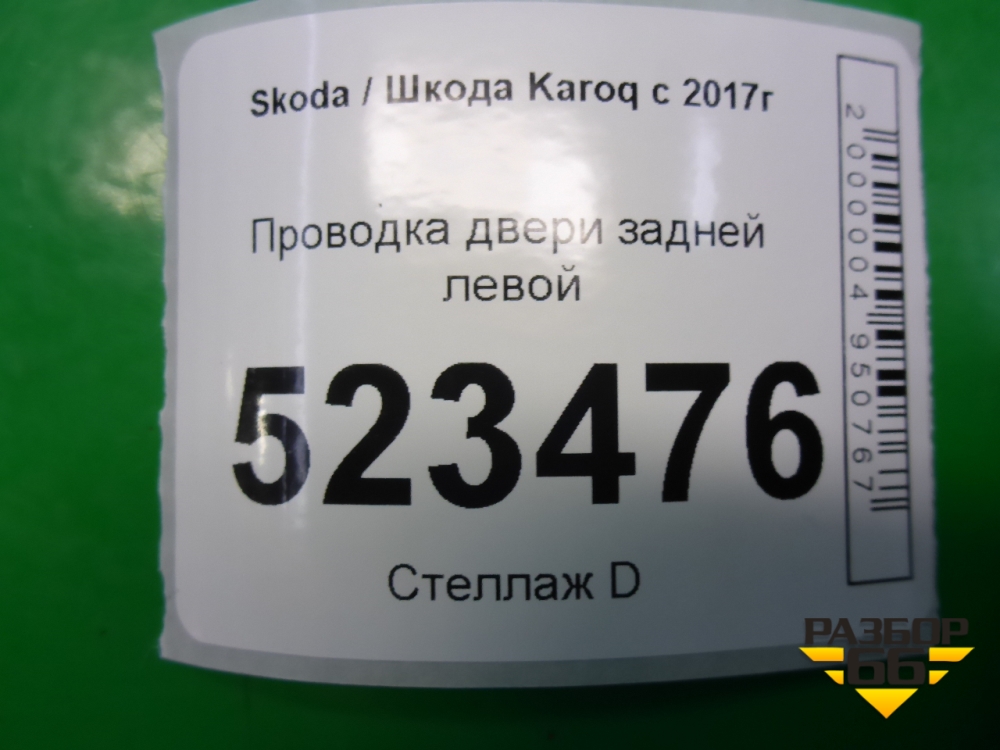 Skoda / Шкода Karoq с 2017г
Проводка двери задней
левой
523476
Стеллаж D
2000004950767
РАЗБОР
66